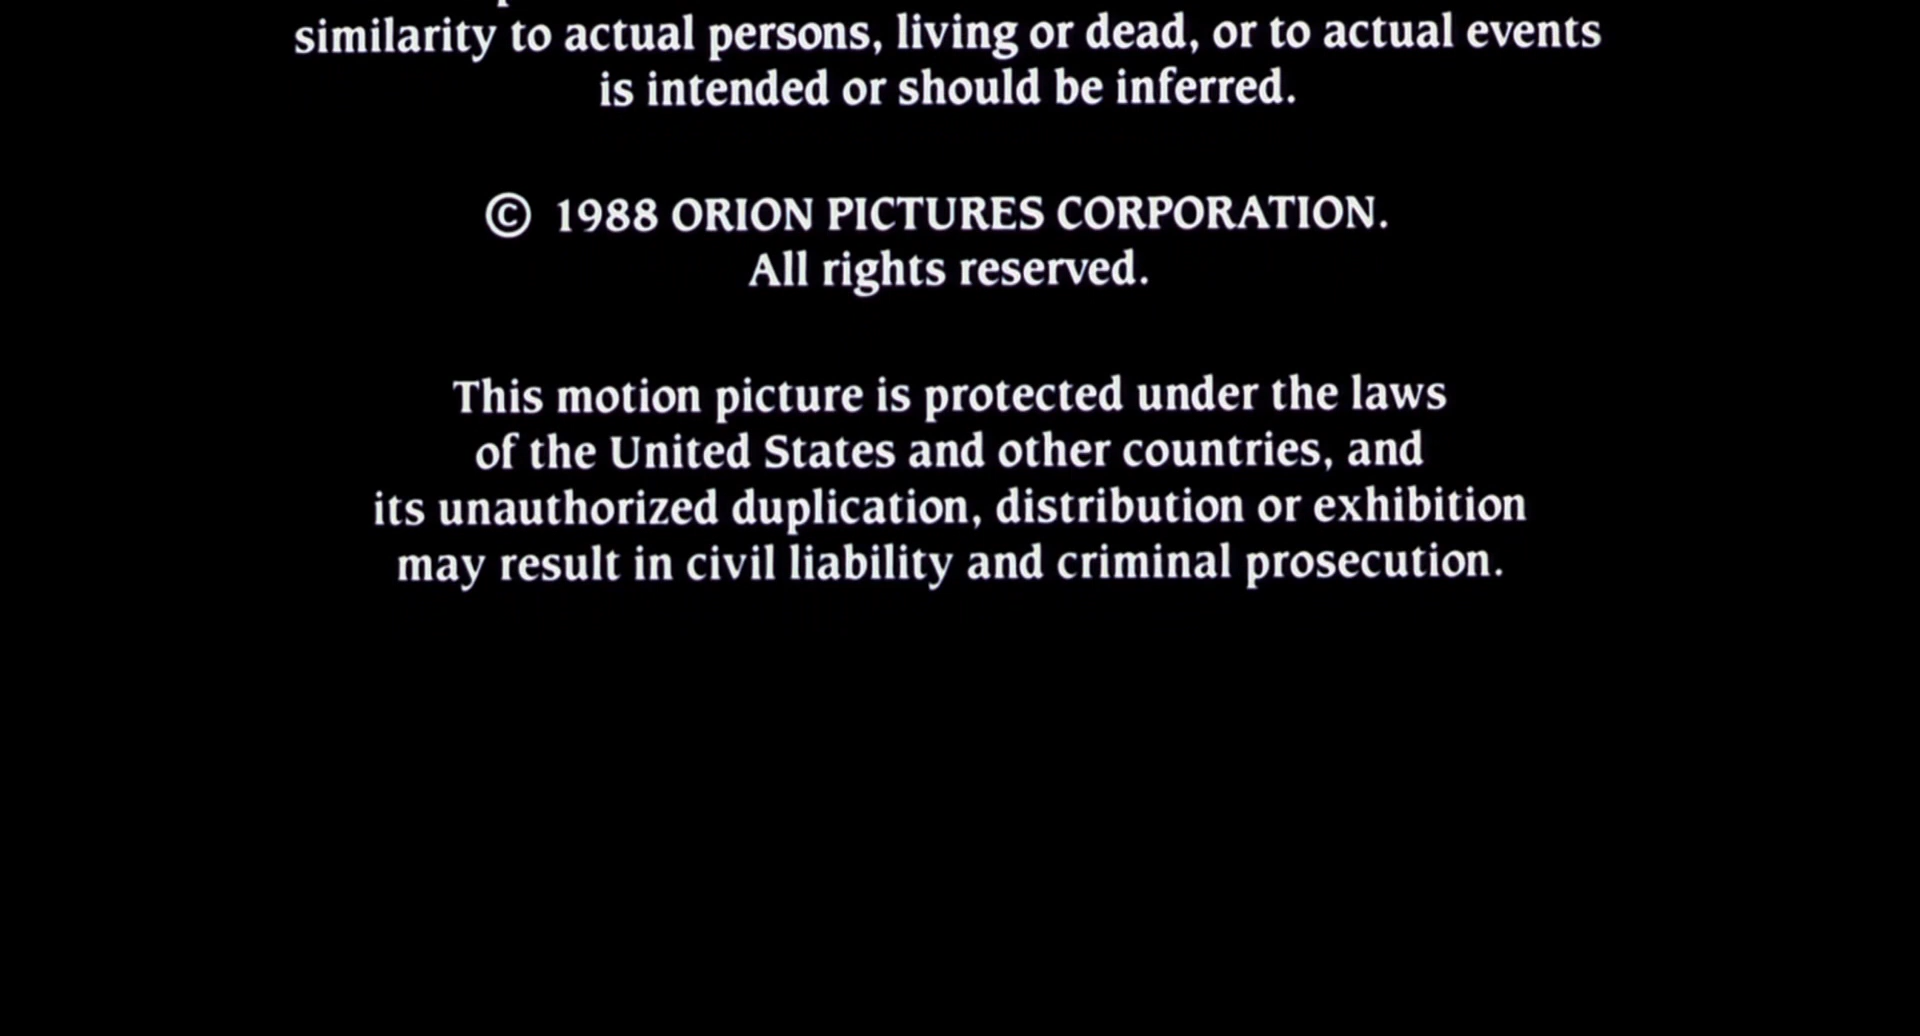 similarity to actual persons, living or dead, or to actual events
is intended or should be inferred.
© 1988 ORION PICTURES CORPORATION.
All rights reserved.
This motion picture is protected under the laws
of the United States and other countries, and
its unauthorized duplication, distribution or exhibition
may result in civil liability and criminal prosecution.